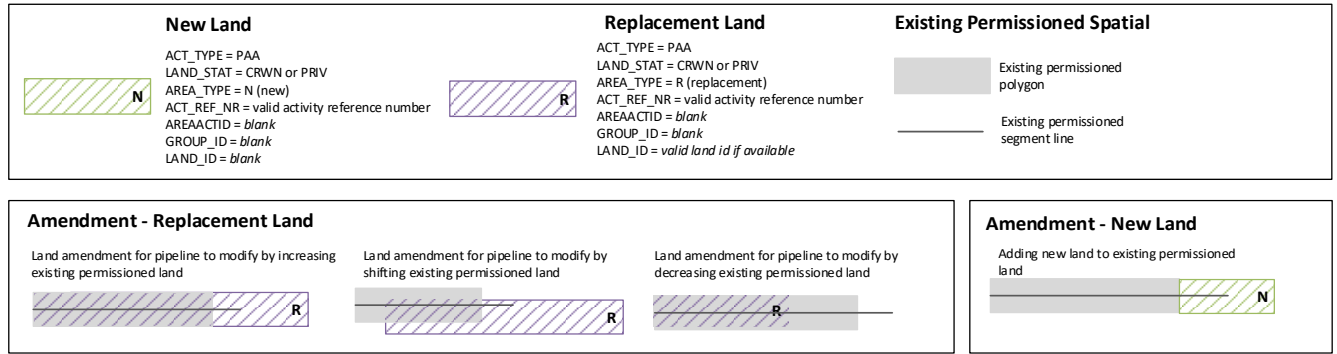 New Land
ACT_TYPE = PAA
LAND_STAT = CRWN or PRIV
AREA_TYPE = N (new)
ACT_REF_NR = valid activity reference number
AREAACTID = blank
GROUP_ID = blank
LAND_ID = blank
N
Replacement Land
ACT_TYPE = PAA
LAND_STAT = CRWN or PRIV
AREA_TYPE = R (replacement)
ACT_REF_NR = valid activity reference number
AREAACTID = blank
GROUP_ID = blank
LAND_ID = valid land id if available
R
Existing Permissioned Spatial
Existing permissioned
polygon
Existing permissioned
segment line
Amendment - Replacement Land
Land amendment for pipeline to modify by increasing
existing permissioned land
R
Land amendment for pipeline to modify by
shifting existing permissioned land
R
Land amendment for pipeline to modify by
decreasing existing permissioned land
R
Amendment - New Land
Adding new land to existing permissioned
land
N